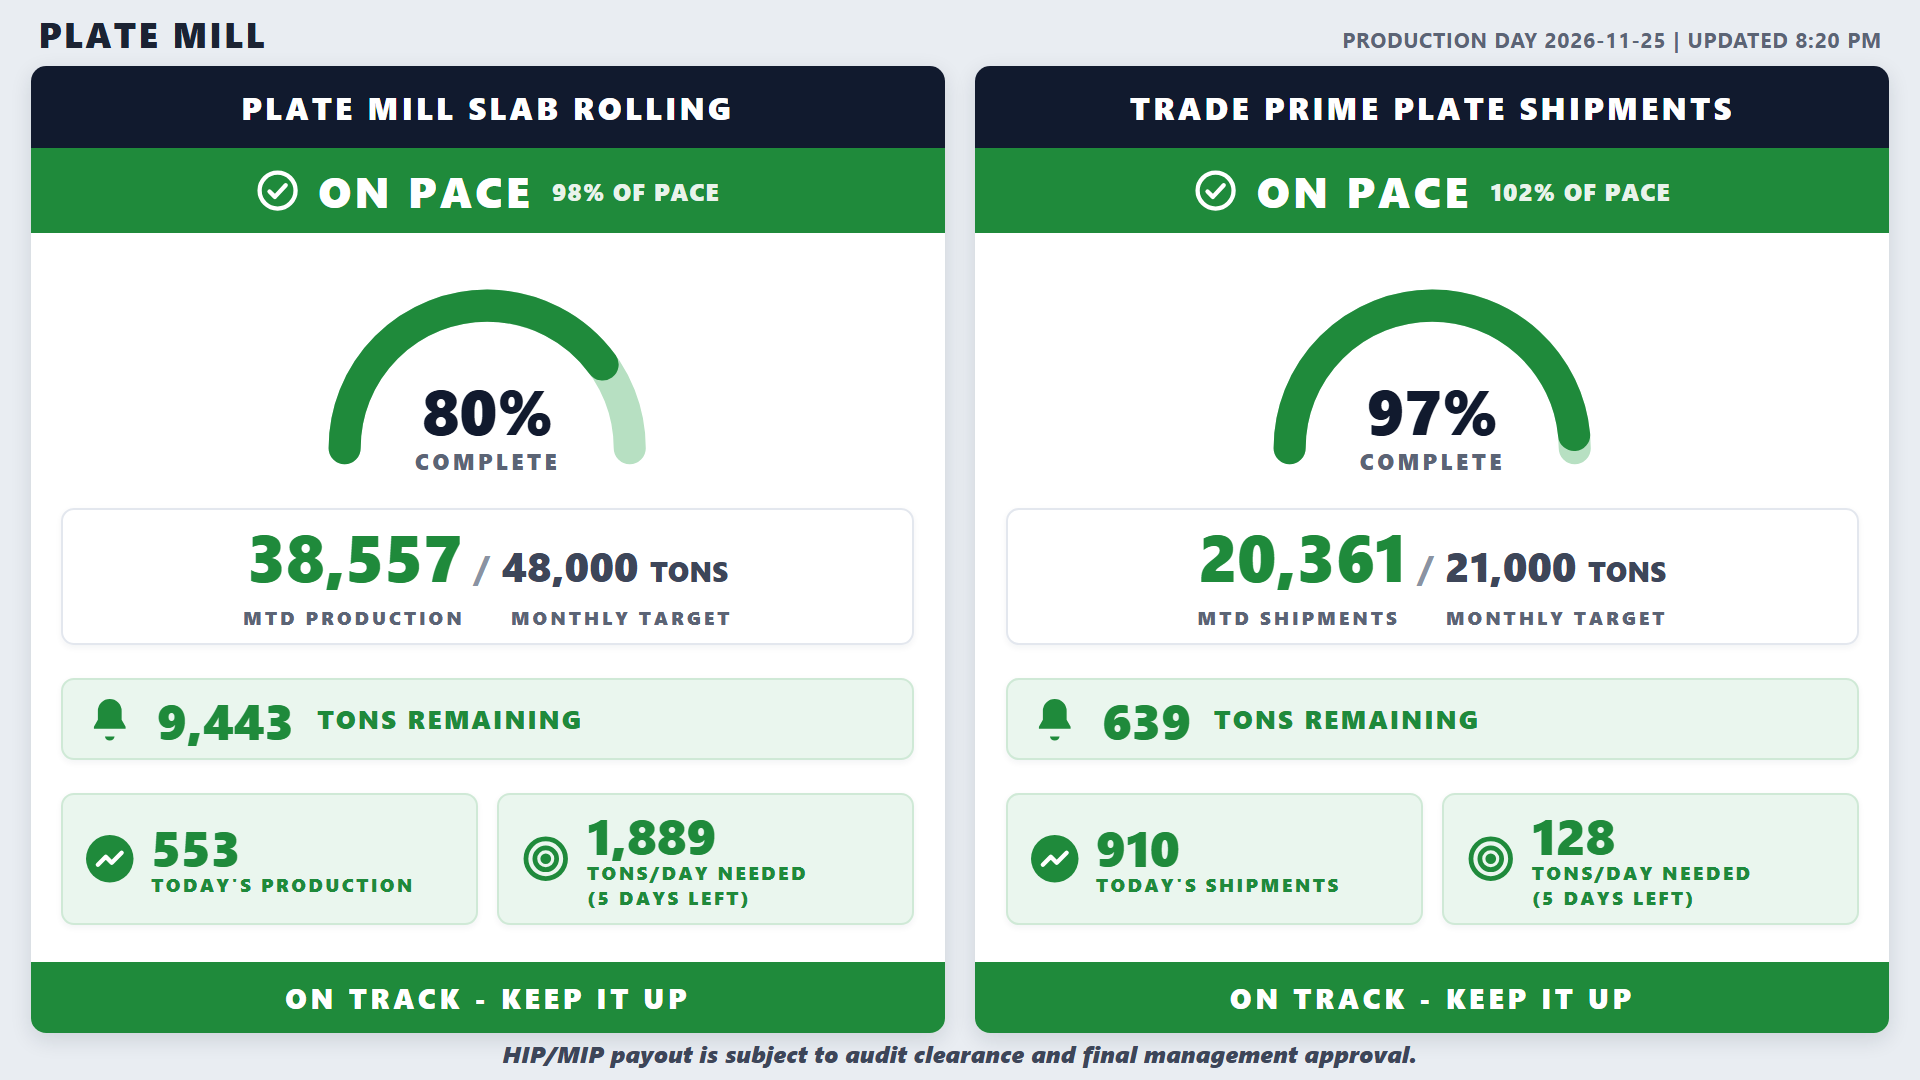 PLATE MILL
PRODUCTION DAY 2026-11-25 | UPDATED 8:20 PM
PLATE MILL SLAB ROLLING
ON PACE 98% OF PACE
80%
COMPLETE
38,557 / 48,000 TONS
MTD PRODUCTION MONTHLY TARGET
9,443 TONS REMAINING
553
TODAY'S PRODUCTION
1,889
TONS/DAY NEEDED
(5 DAYS LEFT)
ON TRACK - KEEP IT UP
TRADE PRIME PLATE SHIPMENTS
ON PACE 102% OF PACE
97%
COMPLETE
20,361 / 21,000 TONS
MTD SHIPMENTS MONTHLY TARGET
639 TONS REMAINING
910
TODAY'S SHIPMENTS
128
TONS/DAY NEEDED
(5 DAYS LEFT)
ON TRACK - KEEP IT UP
HIP/MIP payout is subject to audit clearance and final management approval.